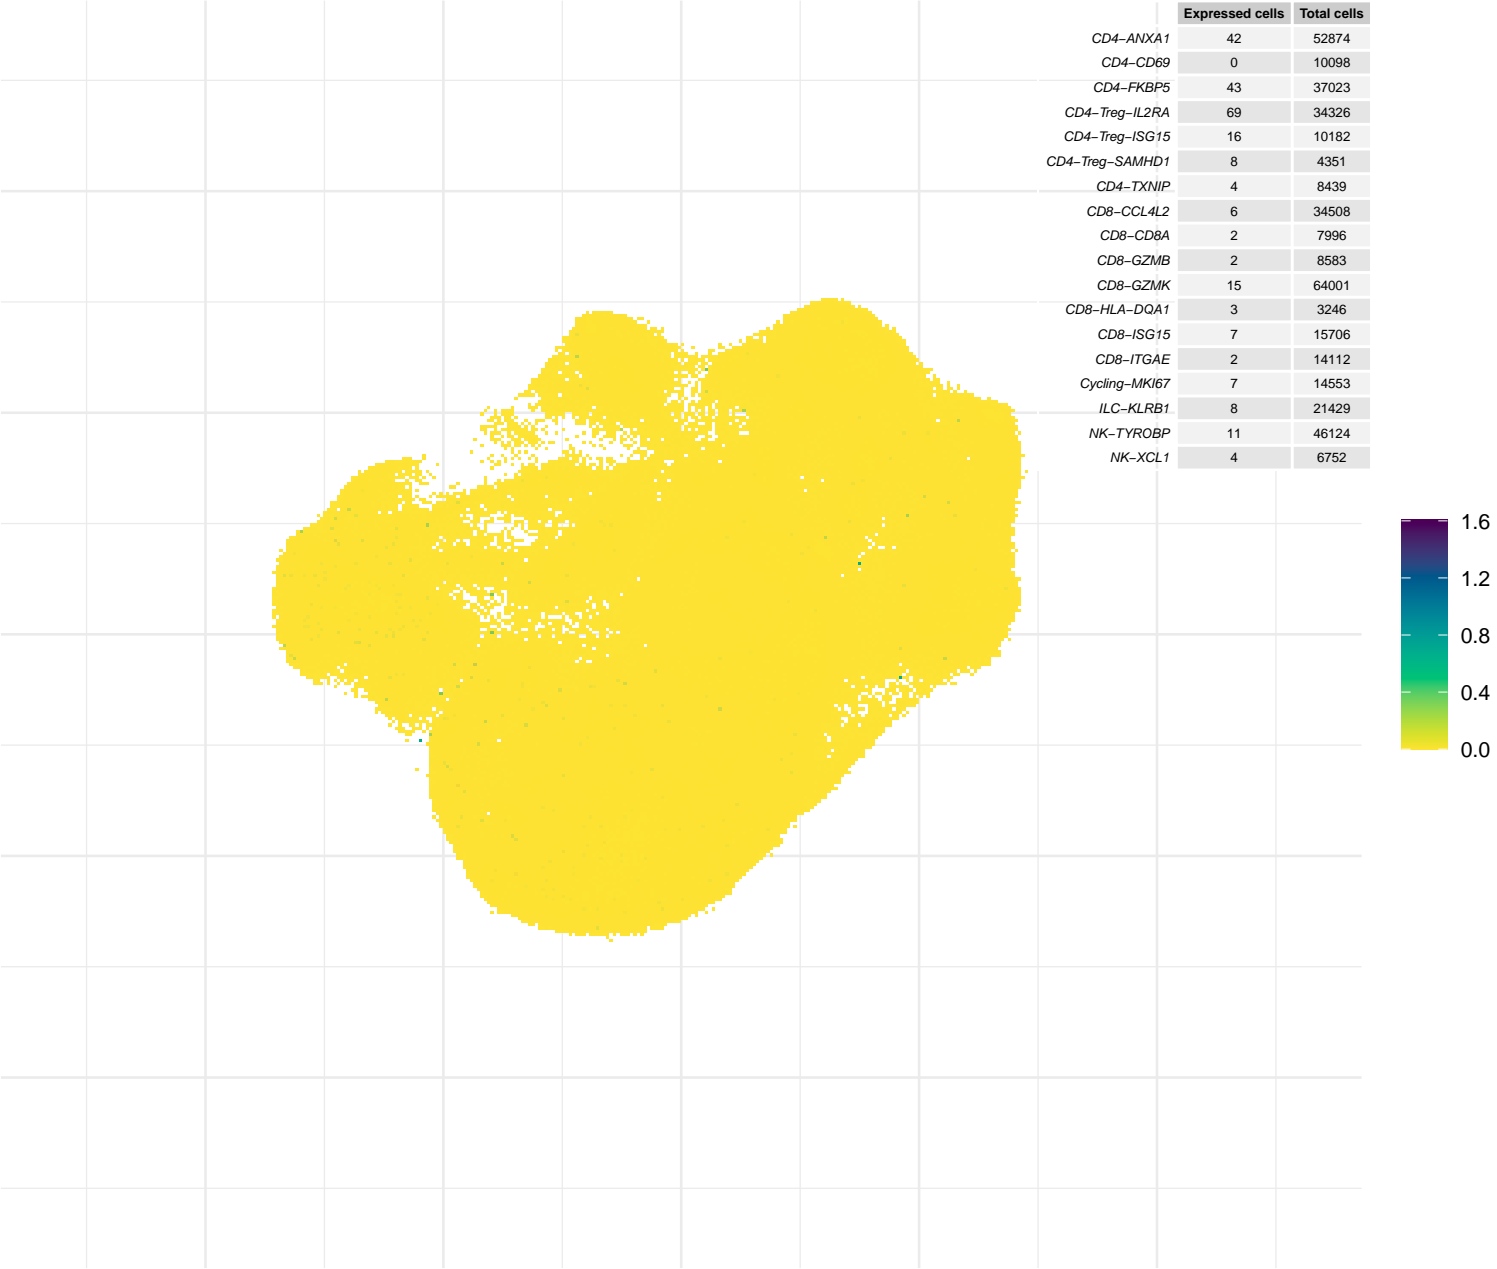 Expressed cells Total cells
CD4−ANXA1 42 52874
CD4−CD69 0 10098
CD4−FKBP5 43 37023
CD4−Treg−IL2RA 69 34326
CD4−Treg−ISG15 16 10182
CD4−Treg−SAMHD1 8 4351
CD4−TXNIP 4 8439
CD8−CCL4L2 6 34508
CD8−CD8A 2 7996
CD8−GZMB 2 8583
CD8−GZMK 15 64001
CD8−HLA−DQA1 3 3246
CD8−ISG15 7 15706
CD8−ITGAE 2 14112
Cycling−MKI67 7 14553
ILC−KLRB1 8 21429
NK−TYROBP 11 46124
NK−XCL1 4 6752
1.6
1.2
0.8
0.4
0.0